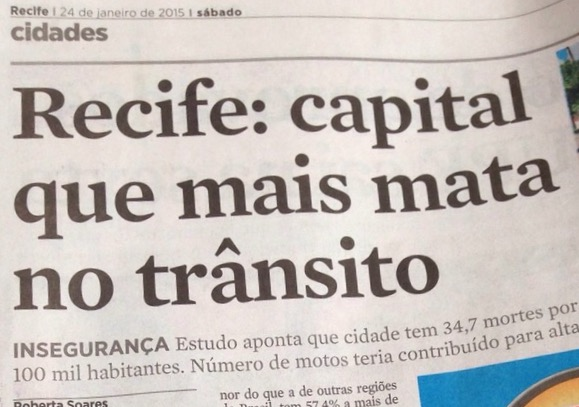 Recife | 24 de janeiro de 2015 | sábado
cidades
Recife: capital
que mais mata
no trânsito
INSEGURANÇA Estudo aponta que cidade tem 34,7 mortes por
100 mil habitantes. Número de motos teria contribuído para alta
Roberta Soares
nor do que a de outras regiões
do Brasil, tem 57,4% a mais de